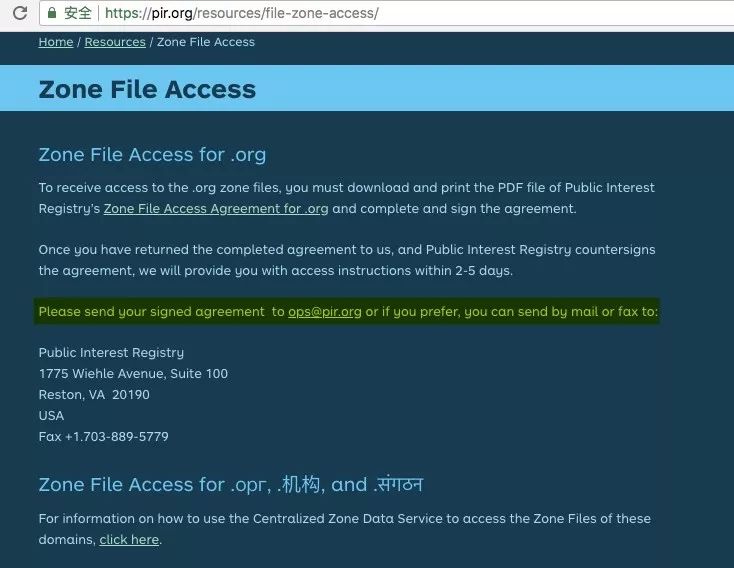 安全 https://pir.org/resources/file-zone-access/
Home / Resources / Zone File Access
Zone File Access
Zone File Access for .org
To receive access to the .org zone files, you must download and print the PDF file of Public Interest
Registry's Zone File Access Agreement for .org and complete and sign the agreement.
Once you have returned the completed agreement to us, and Public Interest Registry countersigns
the agreement, we will provide you with access instructions within 2-5 days.
Please send your signed agreement  to ops@pir.org or if you prefer, you can send by mail or fax to:
Public Interest Registry
1775 Wiehle Avenue, Suite 100
Reston, VA  20190
USA
Fax +1.703-889-5779
Zone File Access for .орг, .机构, and .संगठन
For information on how to use the Centralized Zone Data Service to access the Zone Files of these
domains, click here.